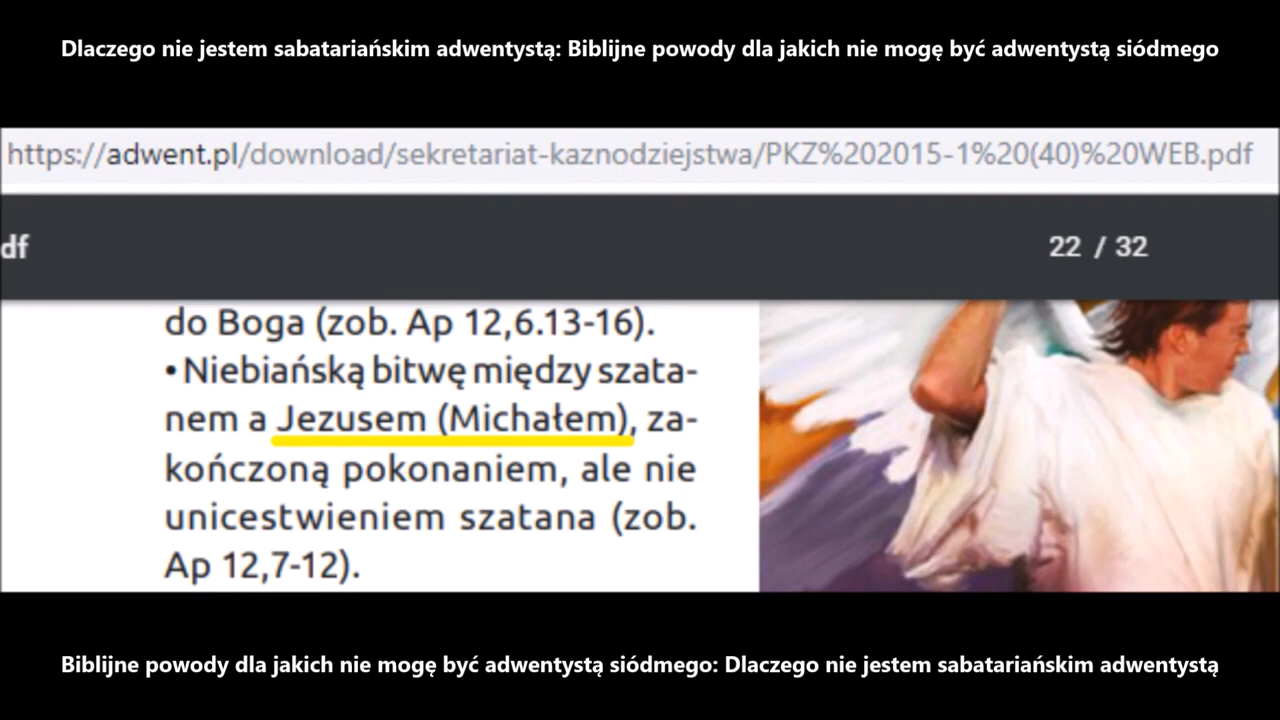 Dlaczego nie jestem sabatariańskim adwentystą: Biblijne powody dla jakich nie mogę być adwentystą siódmego
https://adwent.pl/download/sekretariat-kaznodziejstwa/PKZ%202015-1%20(40)%20WEB.pdf
df 22 / 32
do Boga (zob. Ap 12,6.13-16).
• Niebiańską bitwę między szata-
nem a Jezusem (Michałem), za-
kończoną pokonaniem, ale nie
unicestwieniem szatana (zob.
Ap 12,7-12).
Biblijne powody dla jakich nie mogę być adwentystą siódmego: Dlaczego nie jestem sabatariańskim adwentystą